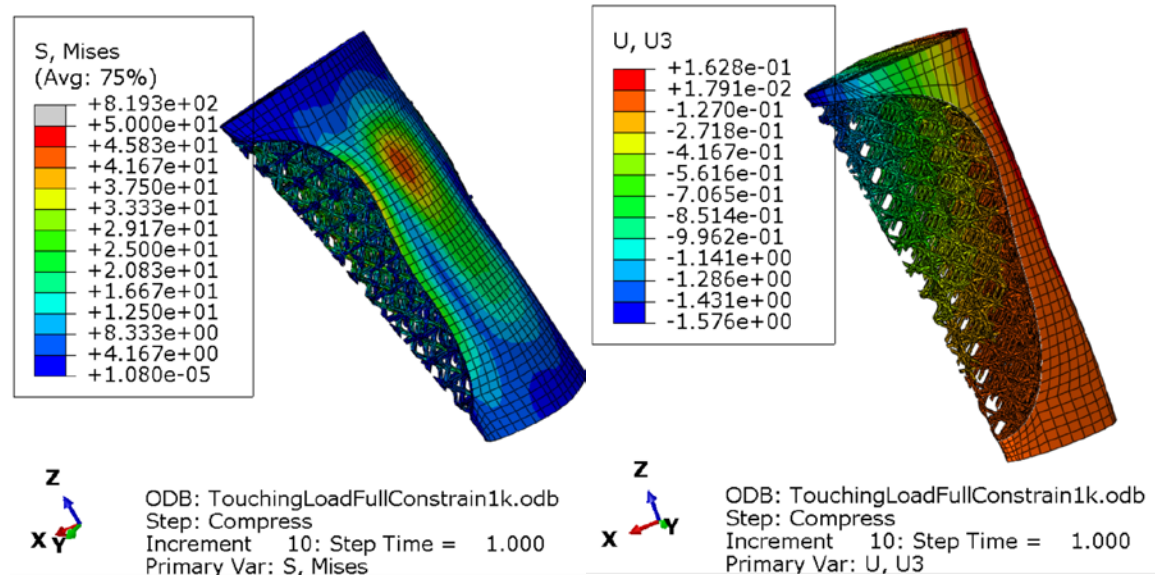 S, Mises
(Avg: 75%)
+8.193e+02
+5.000e+01
+4.583e+01
+4.167e+01
+3.750e+01
+3.333e+01
+2.917e+01
+2.500e+01
+2.083e+01
+1.667e+01
+1.250e+01
+8.333e+00
+4.167e+00
+1.080e-05
Z
X
Y
ODB: TouchingLoadFullConstrain1k.odb
Step: Compress
Increment 10: Step Time = 1.000
Primary Var: S, Mises
U, U3
+1.628e-01
+1.791e-02
-1.270e-01
-2.718e-01
-4.167e-01
-5.616e-01
-7.065e-01
-8.514e-01
-9.962e-01
-1.141e+00
-1.286e+00
-1.431e+00
-1.576e+00
Z
X
Y
ODB: TouchingLoadFullConstrain1k.odb
Step: Compress
Increment 10: Step Time = 1.000
Primary Var: U, U3